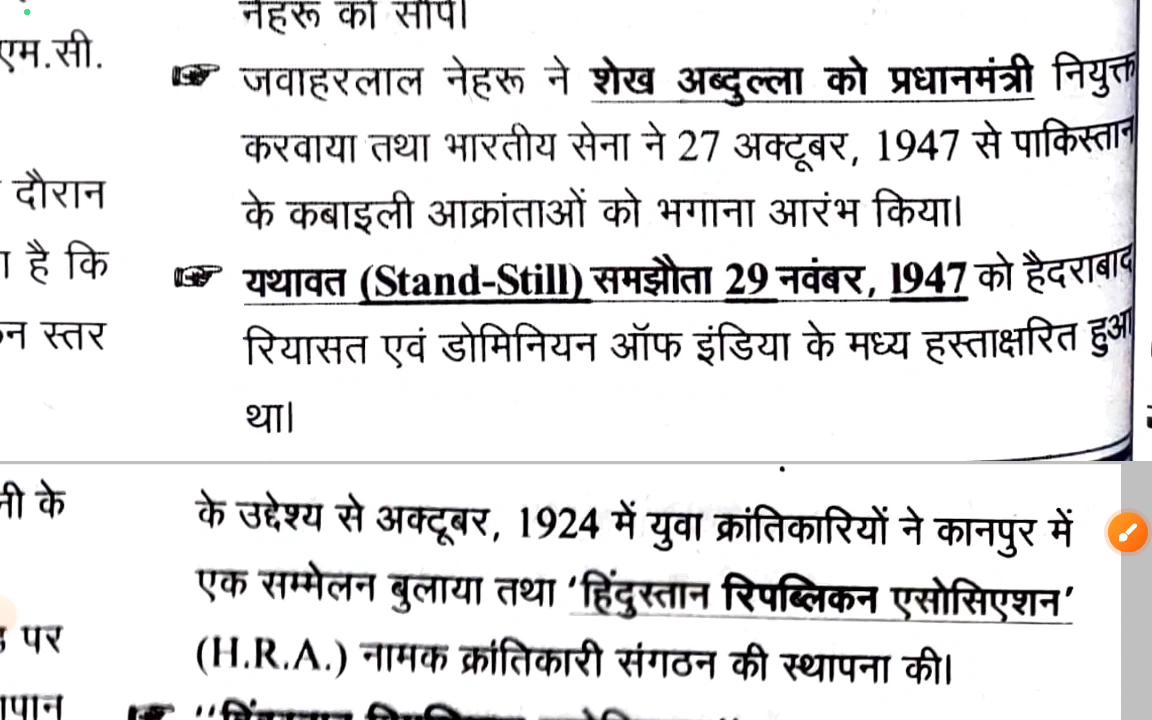 नेहरू को सौंपी।
एम.सी.
जवाहरलाल नेहरू ने शेख अब्दुल्ला को प्रधानमंत्री नियुक्त
करवाया तथा भारतीय सेना ने 27 अक्टूबर, 1947 से पाकिस्तान
दौरान
के कबाइली आक्रांताओं को भगाना आरंभ किया।
है कि
यथावत (Stand-Still) समझौता 29 नवंबर, 1947 को हैदराबाद
न स्तर
रियासत एवं डोमिनियन ऑफ इंडिया के मध्य हस्ताक्षरित हुआ
था।
नी के
के उद्देश्य से अक्टूबर, 1924 में युवा क्रांतिकारियों ने कानपुर में
एक सम्मेलन बुलाया तथा ‘हिंदुस्तान रिपब्लिकन एसोसिएशन’
पर
(H.R.A.) नामक क्रांतिकारी संगठन की स्थापना की।